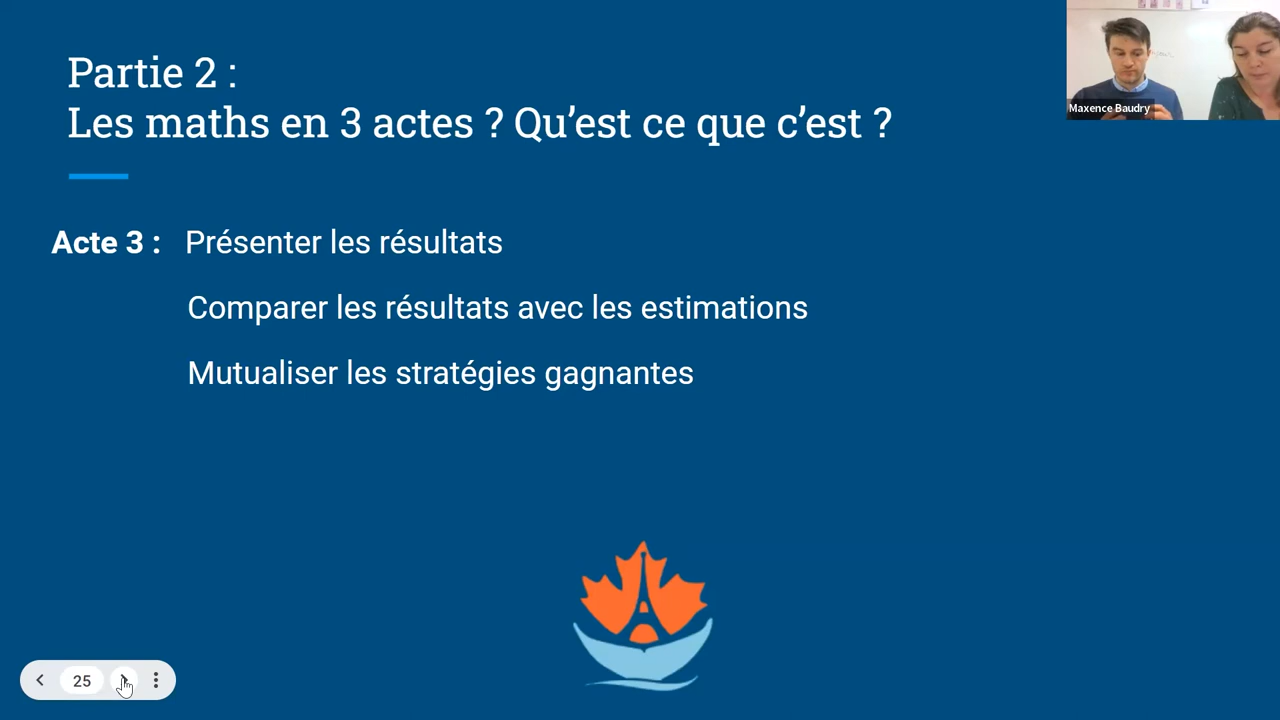 Partie 2 :
Les maths en 3 actes ? Qu’est ce que c’est ?
Maxence Baudry
Acte 3 : Présenter les résultats
Comparer les résultats avec les estimations
Mutualiser les stratégies gagnantes
25